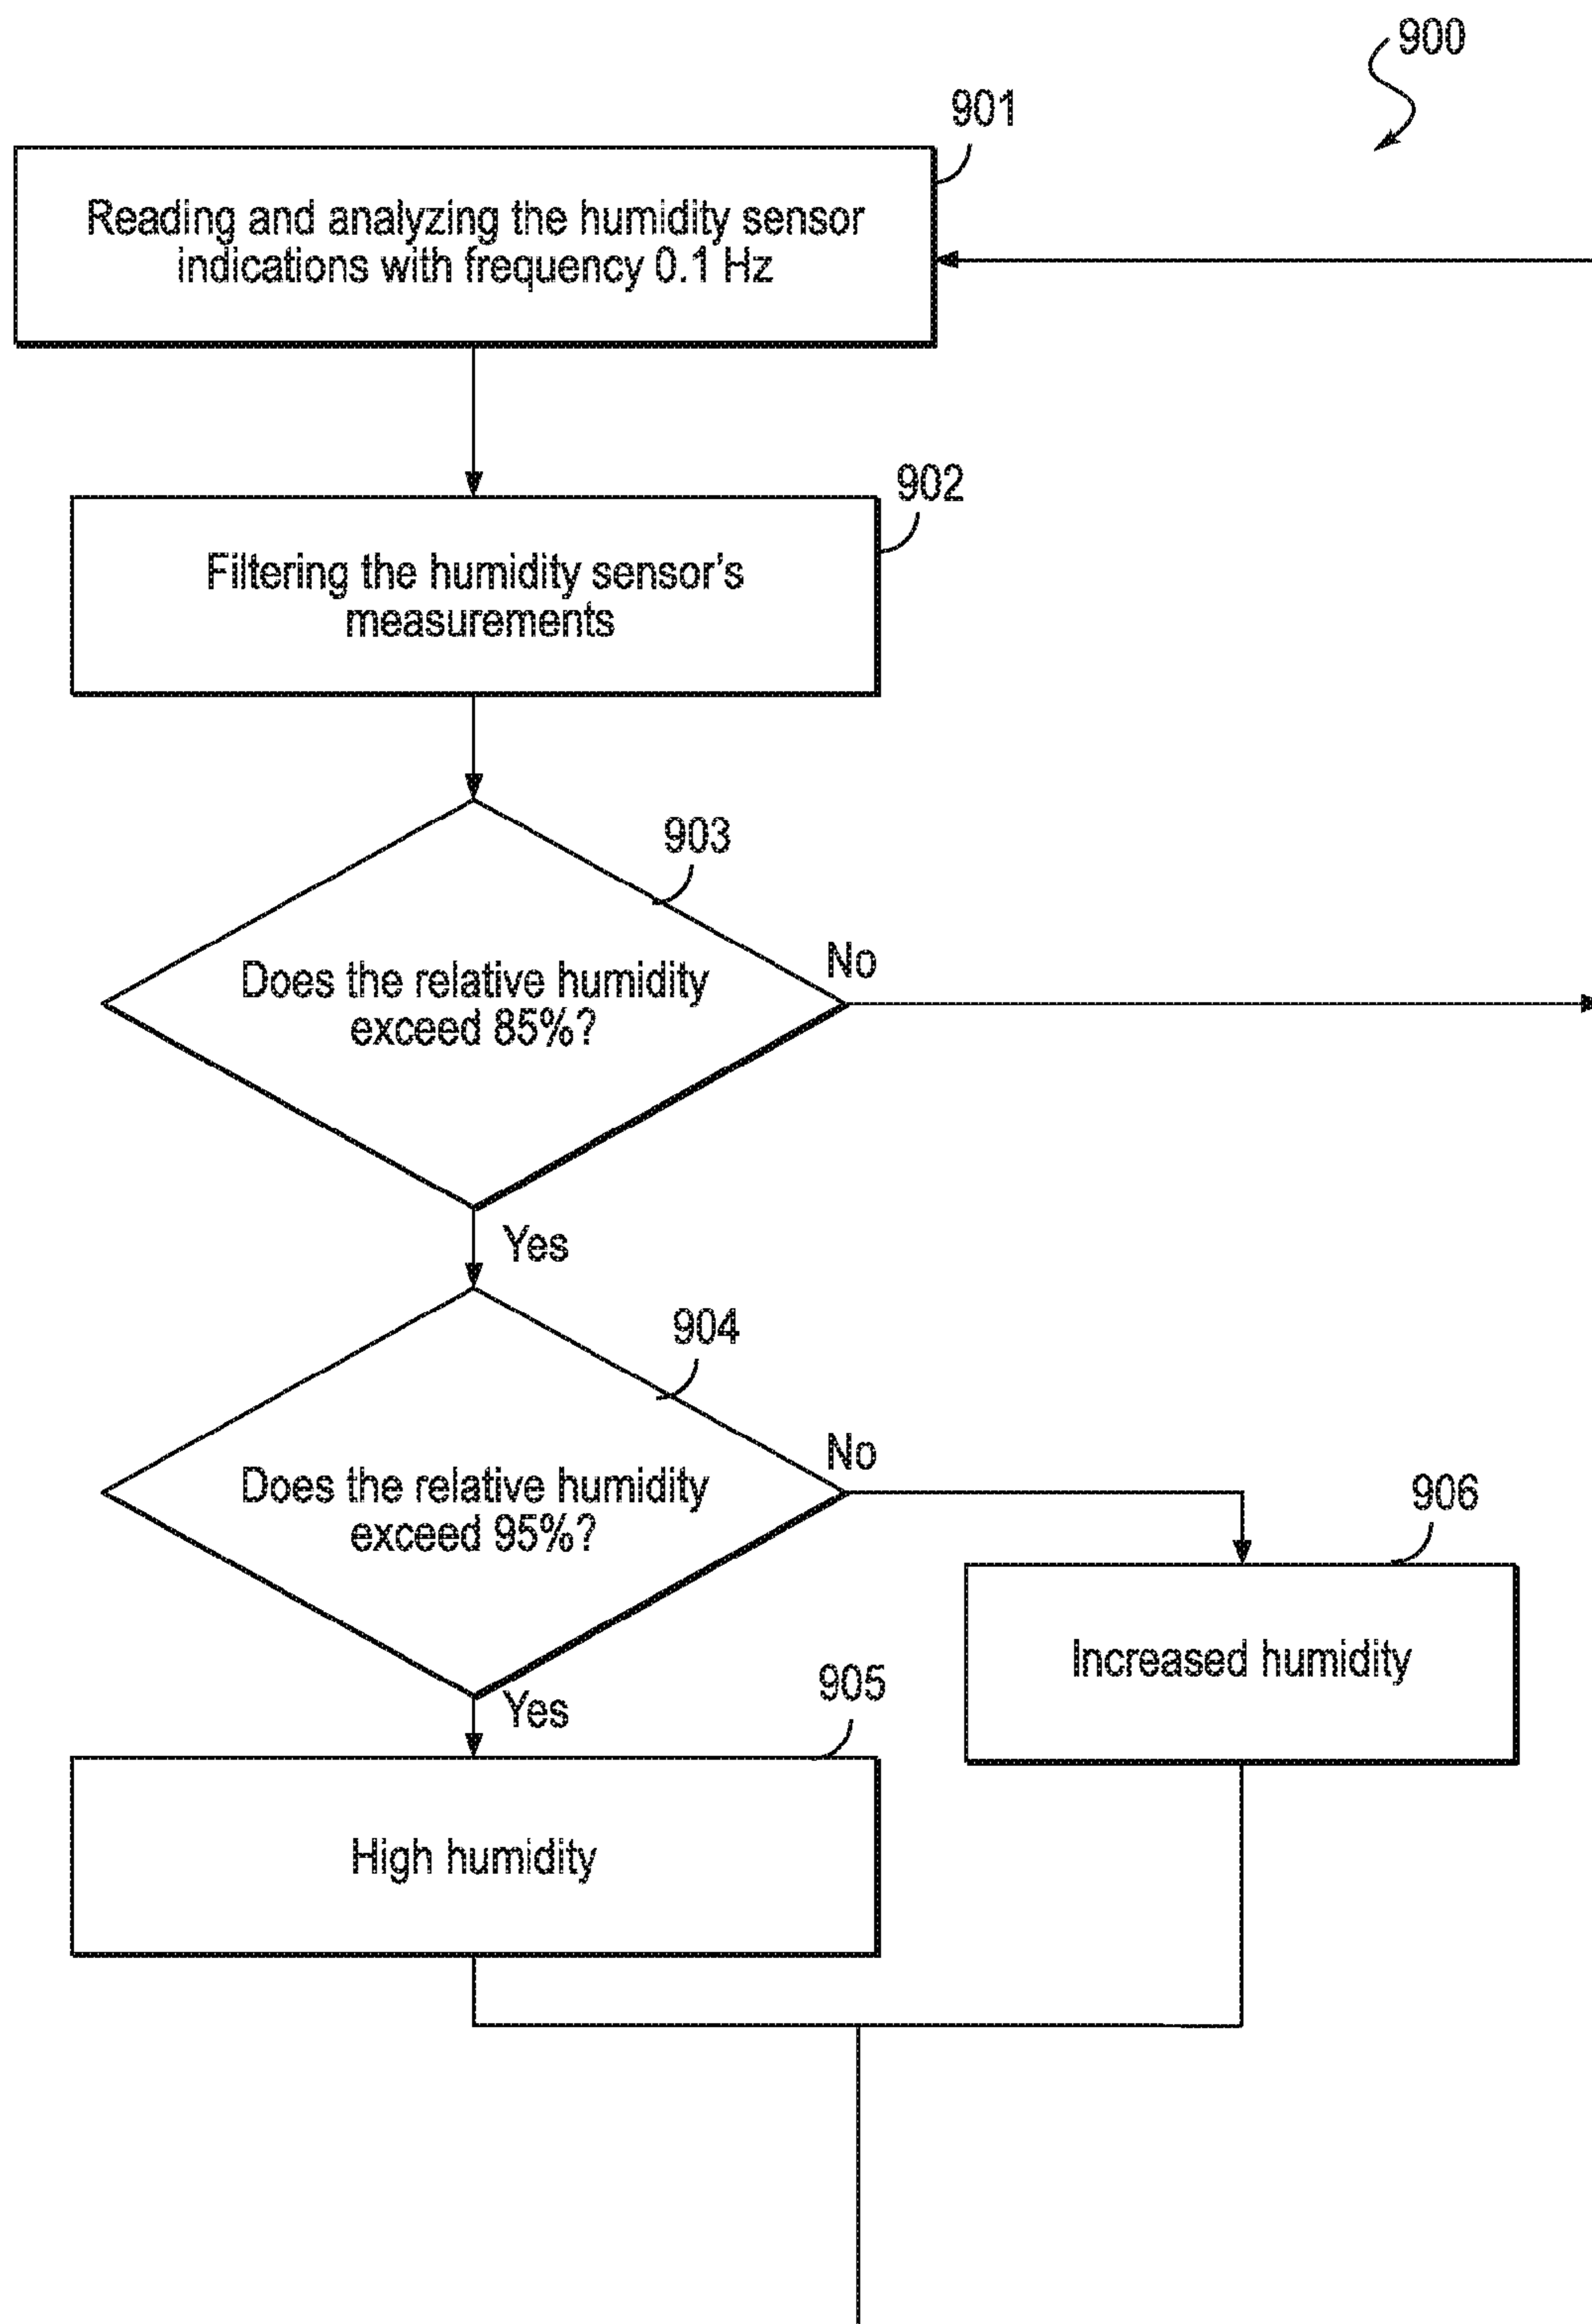 900
901
Reading and analyzing the humidity sensor
indications with frequency 0.1 Hz
902
Filtering the humidity sensor's
measurements
903
Does the relative humidity
exceed 85%?
No
Yes
904
Does the relative humidity
exceed 95%?
No
906
Increased humidity
Yes
905
High humidity